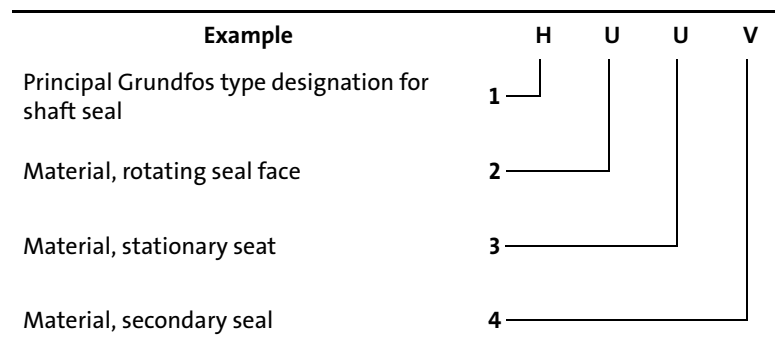 Example H U U V
Principal Grundfos type designation for
shaft seal 1
Material, rotating seal face 2
Material, stationary seat 3
Material, secondary seal 4